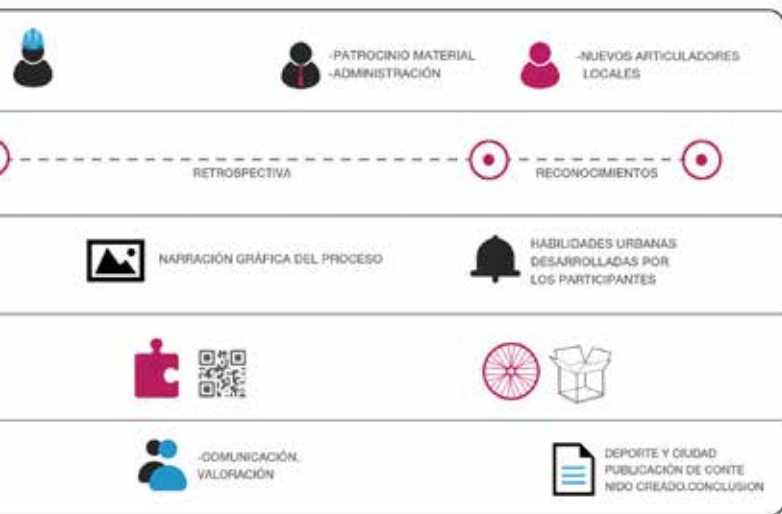 -PATROCINIO MATERIAL
-ADMINISTRACIÓN
-NUEVOS ARTICULADORES
LOCALES
RETROSPECTIVA
RECONOCIMIENTOS
NARRACIÓN GRÁFICA DEL PROCESO
HABILIDADES URBANAS
DESARROLLADAS POR
LOS PARTICIPANTES
-COMUNICACIÓN.
VALORACIÓN
DEPORTE Y CIUDAD
PUBLICACIÓN DE CONTE
NIDO CREADO.CONCLUSION